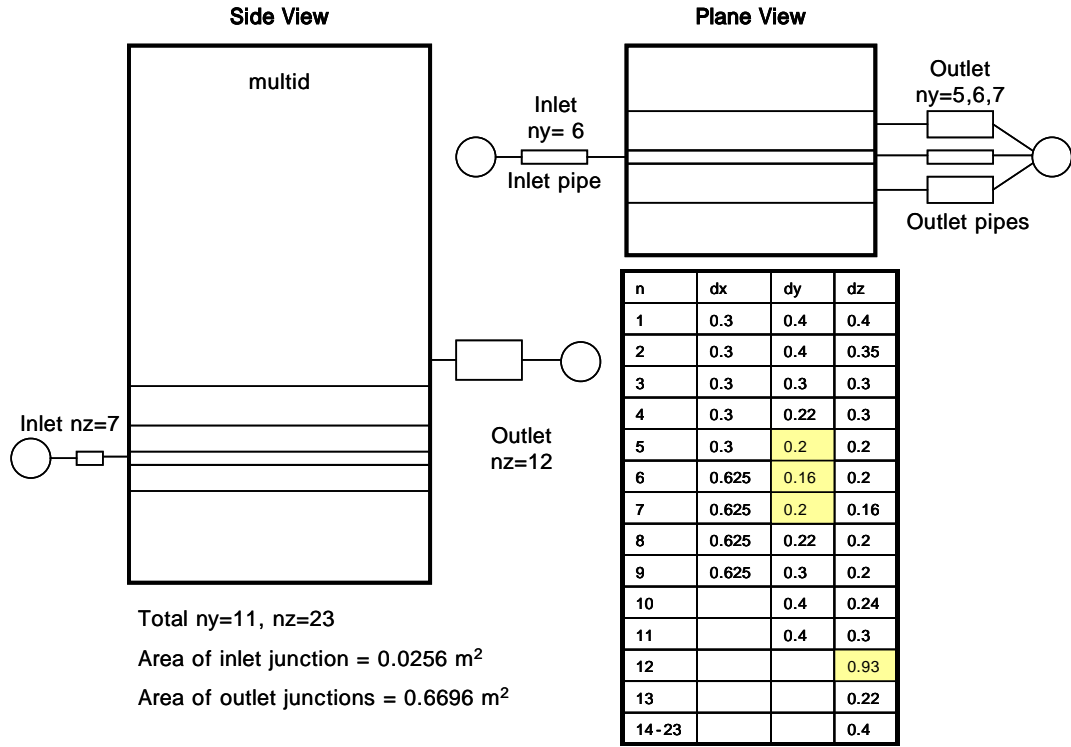 Side View
multid
Inlet nz=7
Outlet
nz=12
Total ny=11, nz=23
Area of inlet junction = 0.0256 m²
Area of outlet junctions = 0.6696 m²
Plane View
Inlet
ny= 6
Inlet pipe
Outlet
ny=5,6,7
Outlet pipes
n dx dy dz
1 0.3 0.4 0.4
2 0.3 0.4 0.35
3 0.3 0.3 0.3
4 0.3 0.22 0.3
5 0.3 0.2 0.2
6 0.625 0.16 0.2
7 0.625 0.2 0.16
8 0.625 0.22 0.2
9 0.625 0.3 0.2
10 0.4 0.24
11 0.4 0.3
12 0.93
13 0.22
14-23 0.4